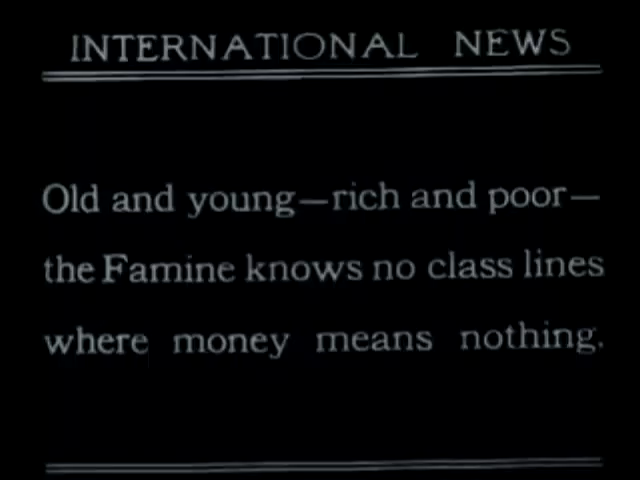 INTERNATIONAL NEWS
Old and young—rich and poor—
the Famine knows no class lines
where money means nothing.